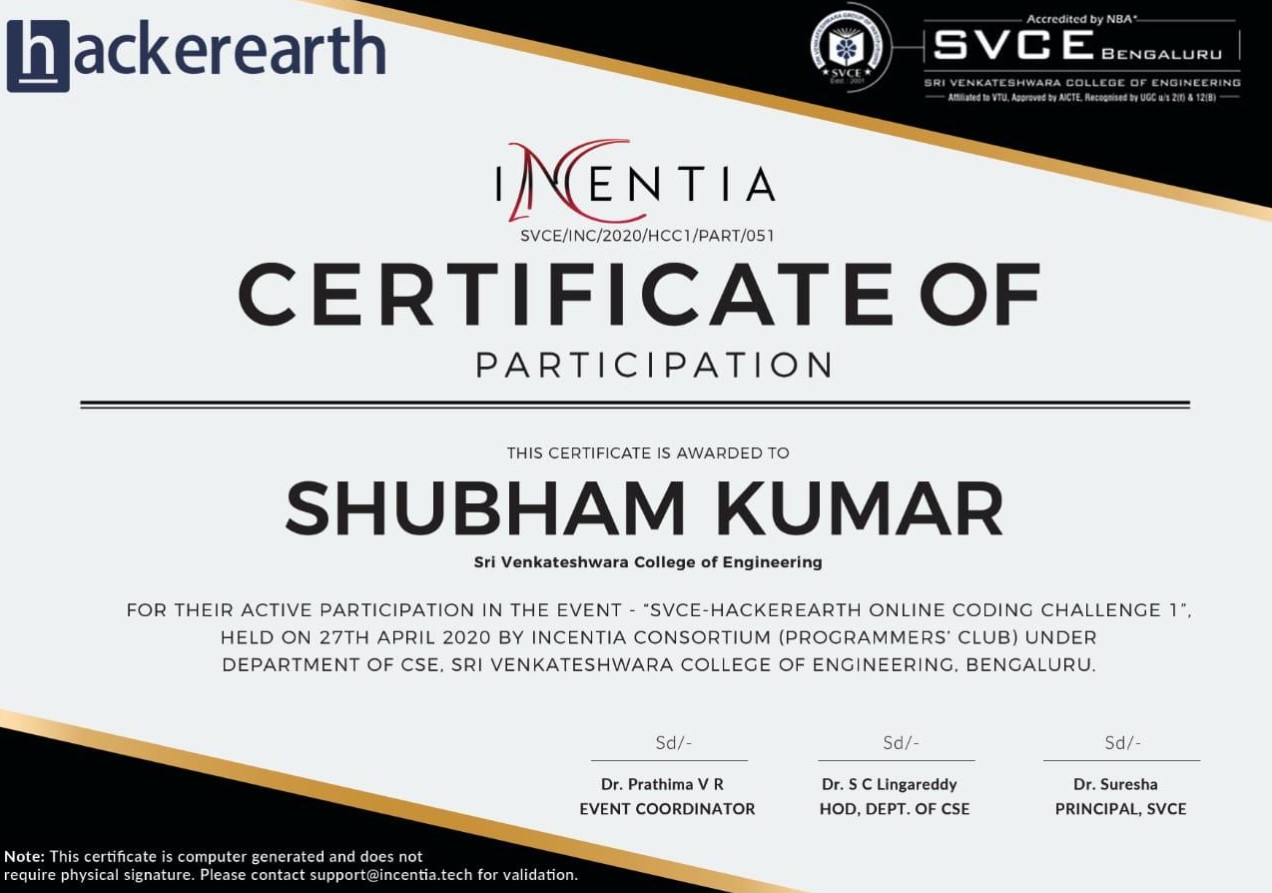 hackerearth
SRI VENKATESHWARA GROUP OF INSTITUTIONS
SVCE
Estd - 2001
Accredited by NBA*
SVCE BENGALURU
SRI VENKATESHWARA COLLEGE OF ENGINEERING
Affiliated to VTU, Approved by AICTE, Recognised by UGC u/s 2(f) & 12(B)
INCENTIA
SVCE/INC/2020/HCC1/PART/051
CERTIFICATE OF
PARTICIPATION
THIS CERTIFICATE IS AWARDED TO
SHUBHAM KUMAR
Sri Venkateshwara College of Engineering
FOR THEIR ACTIVE PARTICIPATION IN THE EVENT - “SVCE-HACKEREARTH ONLINE CODING CHALLENGE 1”,
HELD ON 27TH APRIL 2020 BY INCENTIA CONSORTIUM (PROGRAMMERS’ CLUB) UNDER
DEPARTMENT OF CSE, SRI VENKATESHWARA COLLEGE OF ENGINEERING, BENGALURU.
Sd/- Sd/- Sd/-
Dr. Prathima V R Dr. S C Lingareddy Dr. Suresha
EVENT COORDINATOR HOD, DEPT. OF CSE PRINCIPAL, SVCE
Note: This certificate is computer generated and does not
require physical signature. Please contact support@incentia.tech for validation.